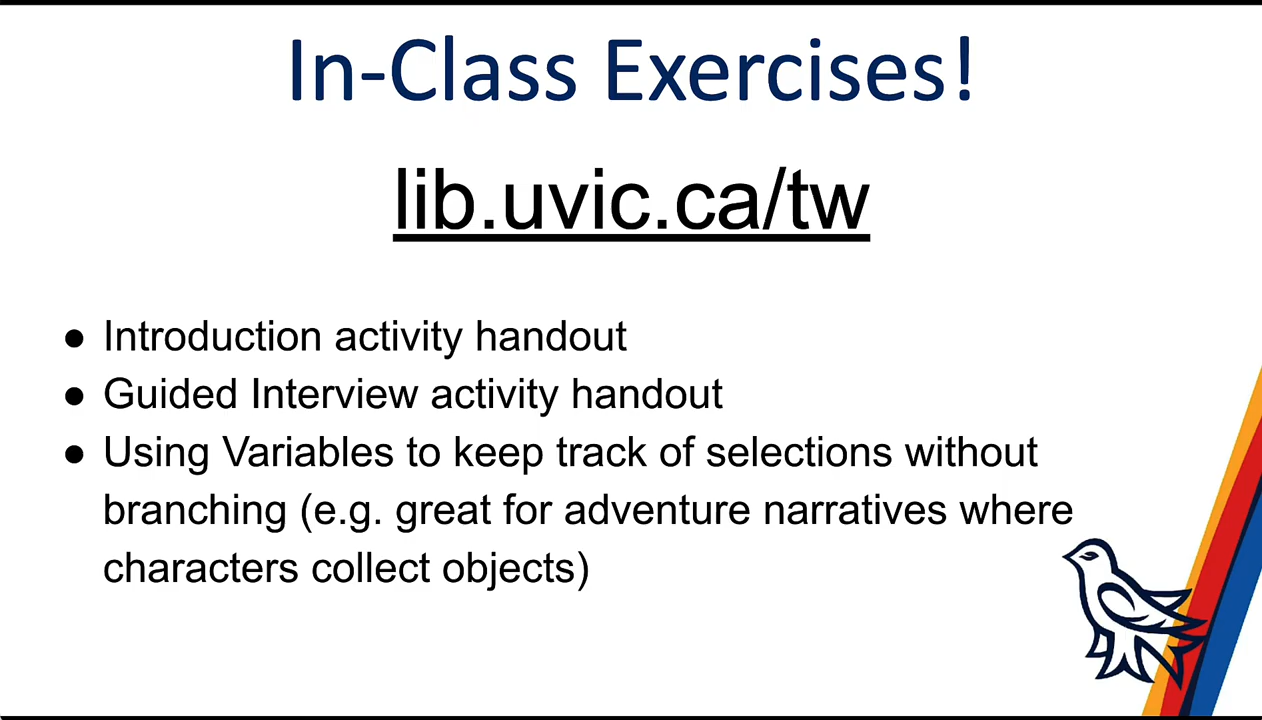 In-Class Exercises!
lib.uvic.ca/tw
● Introduction activity handout
● Guided Interview activity handout
● Using Variables to keep track of selections without
branching (e.g. great for adventure narratives where
characters collect objects)